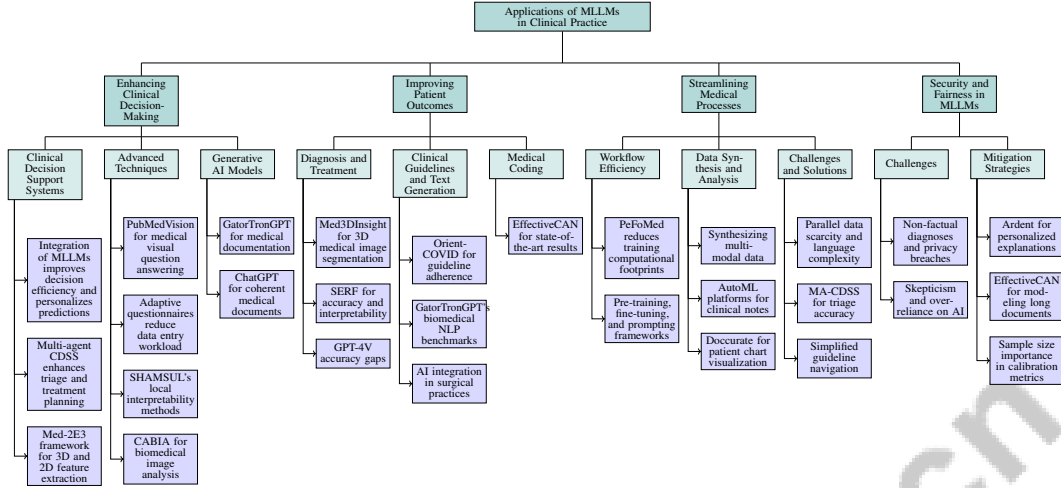 Applications of MLLMs
in Clinical Practice
Enhancing
Clinical
Decision-
Making
Improving
Patient
Outcomes
Streamlining
Medical
Processes
Security and
Fairness in
MLLMs
Clinical
Decision
Support
Systems
Advanced
Techniques
Generative
AI Models
Diagnosis and
Treatment
Clinical
Guidelines
and Text
Generation
Medical
Coding
Workflow
Efficiency
Data Syn-
thesis and
Analysis
Challenges
and Solutions
Challenges
Mitigation
Strategies
Integration
of MLLMs
improves
decision
efficiency and
personalizes
predictions
Multi-agent
CDSS
enhances
triage and
treatment
planning
Med-2E3
framework
for 3D and
2D feature
extraction
PubMedVision
for medical
visual
question
answering
Adaptive
questionnaires
reduce
data entry
workload
SHAMSUL's
local
interpretability
methods
CABIA for
biomedical
image
analysis
GatorTronGPT
for medical
documentation
ChatGPT
for coherent
medical
documents
Med3DInsight
for 3D
medical image
segmentation
SERF for
accuracy and
interpretability
GPT-4V
accuracy gaps
Orient-
COVID for
guideline
adherence
GatorTronGPT's
biomedical
NLP
benchmarks
AI integration
in surgical
practices
EffectiveCAN
for state-of-
the-art results
PeFoMed
reduces
training
computational
footprints
Pre-training,
fine-tuning,
and prompting
frameworks
Synthesizing
multi-
modal data
AutoML
platforms for
clinical notes
Doccurate for
patient chart
visualization
Parallel data
scarcity and
language
complexity
MA-CDSS
for triage
accuracy
Simplified
guideline
navigation
Non-factual
diagnoses
and privacy
breaches
Skepticism
and over-
reliance on AI
Ardent for
personalized
explanations
EffectiveCAN
for mod-
eling long
documents
Sample size
importance
in calibration
metrics
cn